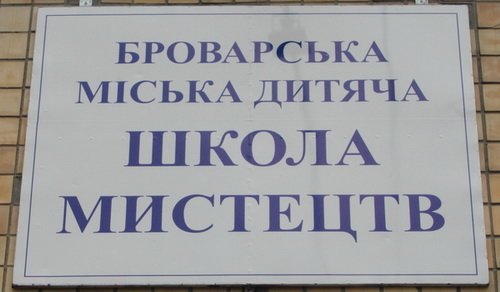 БРОВАРСЬКА
МІСЬКА ДИТЯЧА
ШКОЛА
МИСТЕЦТВ